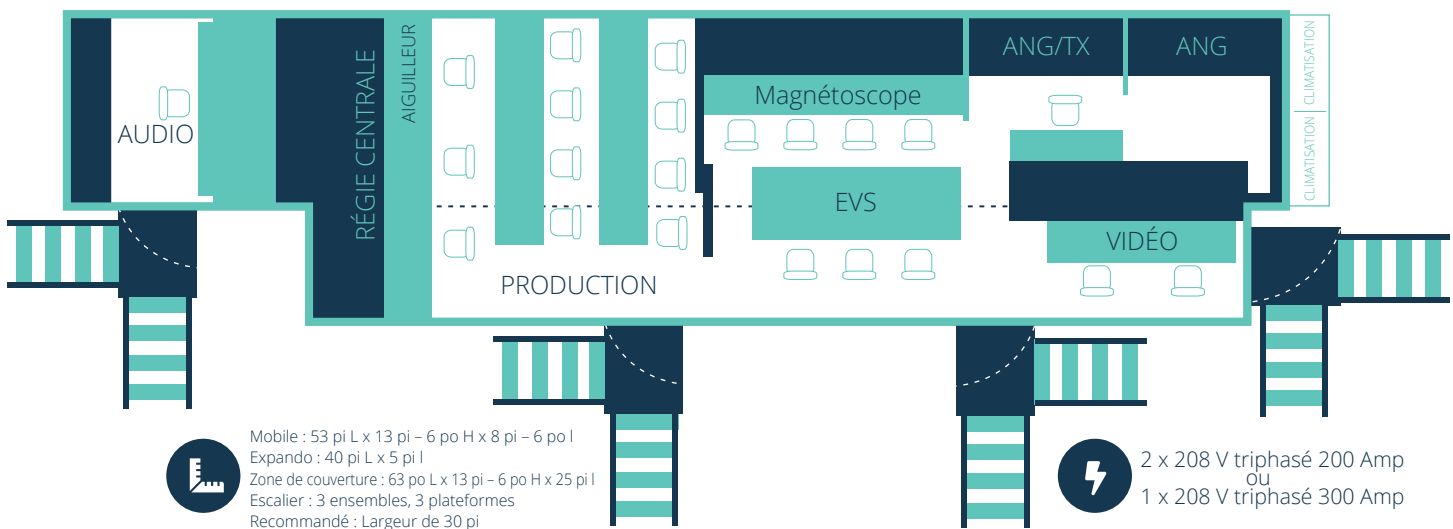 AUDIO
RÉGIE CENTRALE
AIGUILLEUR
PRODUCTION
Magnétoscope
EVS
ANG/TX
ANG
VIDÉO
CLIMATISATION
CLIMATISATION
Mobile : 53 pi L x 13 pi – 6 po H x 8 pi – 6 po l
Expando : 40 pi L x 5 pi l
Zone de couverture : 63 po L x 13 pi – 6 po H x 25 pi l
Escalier : 3 ensembles, 3 plateformes
Recommandé : Largeur de 30 pi
2 x 208 V triphasé 200 Amp
ou
1 x 208 V triphasé 300 Amp